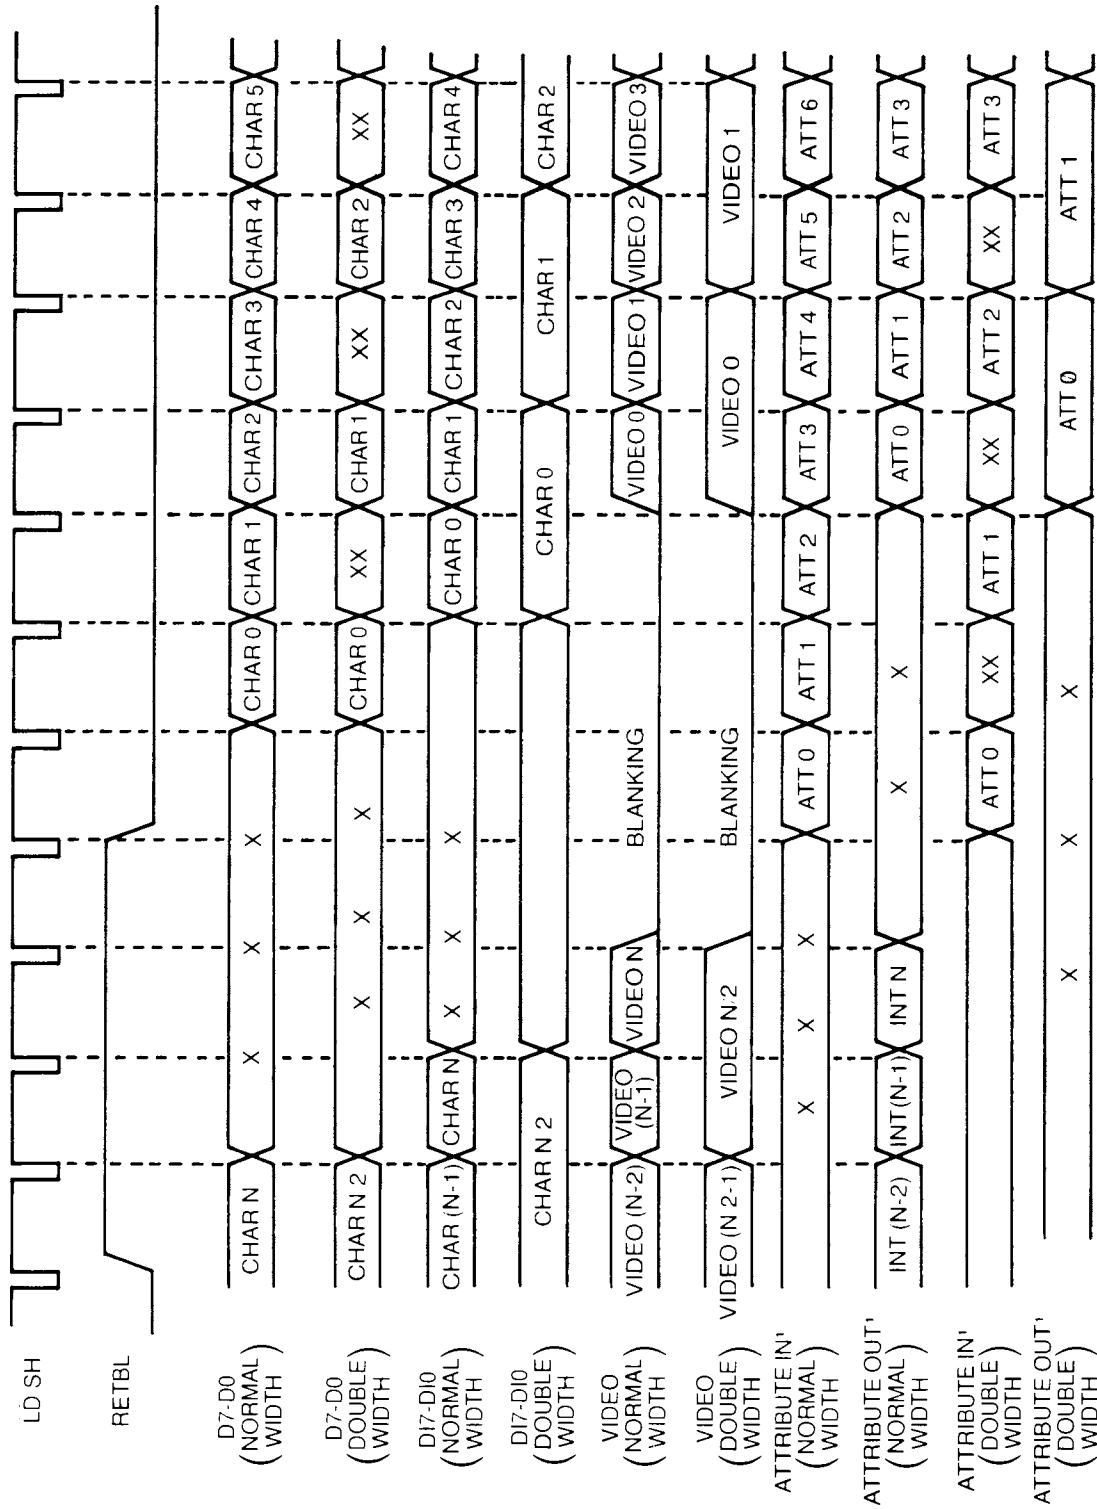 LD SH
RETBL
D7-D0
(NORMAL)
WIDTH
CHAR N X X X CHAR 0 CHAR 1 CHAR 2 CHAR 3 CHAR 4 CHAR 5
D7-D0
(DOUBLE)
WIDTH
CHAR N 2 X X X CHAR 0 XX CHAR 1 XX CHAR 2 XX
DI7-DI0
(NORMAL)
WIDTH
CHAR (N-1) CHAR N X X X CHAR 0 CHAR 1 CHAR 2 CHAR 3 CHAR 4
DI7-DI0
(DOUBLE)
WIDTH
CHAR N 2 CHAR 0 CHAR 1 CHAR 2
VIDEO
(NORMAL)
WIDTH
VIDEO (N-2) VIDEO (N-1) VIDEO N BLANKING VIDEO 0 VIDEO 1 VIDEO 2 VIDEO 3
VIDEO
(DOUBLE)
WIDTH
VIDEO (N 2-1) VIDEO N/2 BLANKING VIDEO 0 VIDEO 1
ATTRIBUTE IN'
(NORMAL)
WIDTH
X X X ATT 0 ATT 1 ATT 2 ATT 3 ATT 4 ATT 5 ATT 6
ATTRIBUTE OUT'
(NORMAL)
WIDTH
INT (N-2) INT (N-1) INT N X X ATT 0 ATT 1 ATT 2 ATT 3
ATTRIBUTE IN'
(DOUBLE)
WIDTH
ATT 0 XX ATT 1 XX ATT 2 XX ATT 3
ATTRIBUTE OUT'
(DOUBLE)
WIDTH
X X X ATT 0 ATT 1